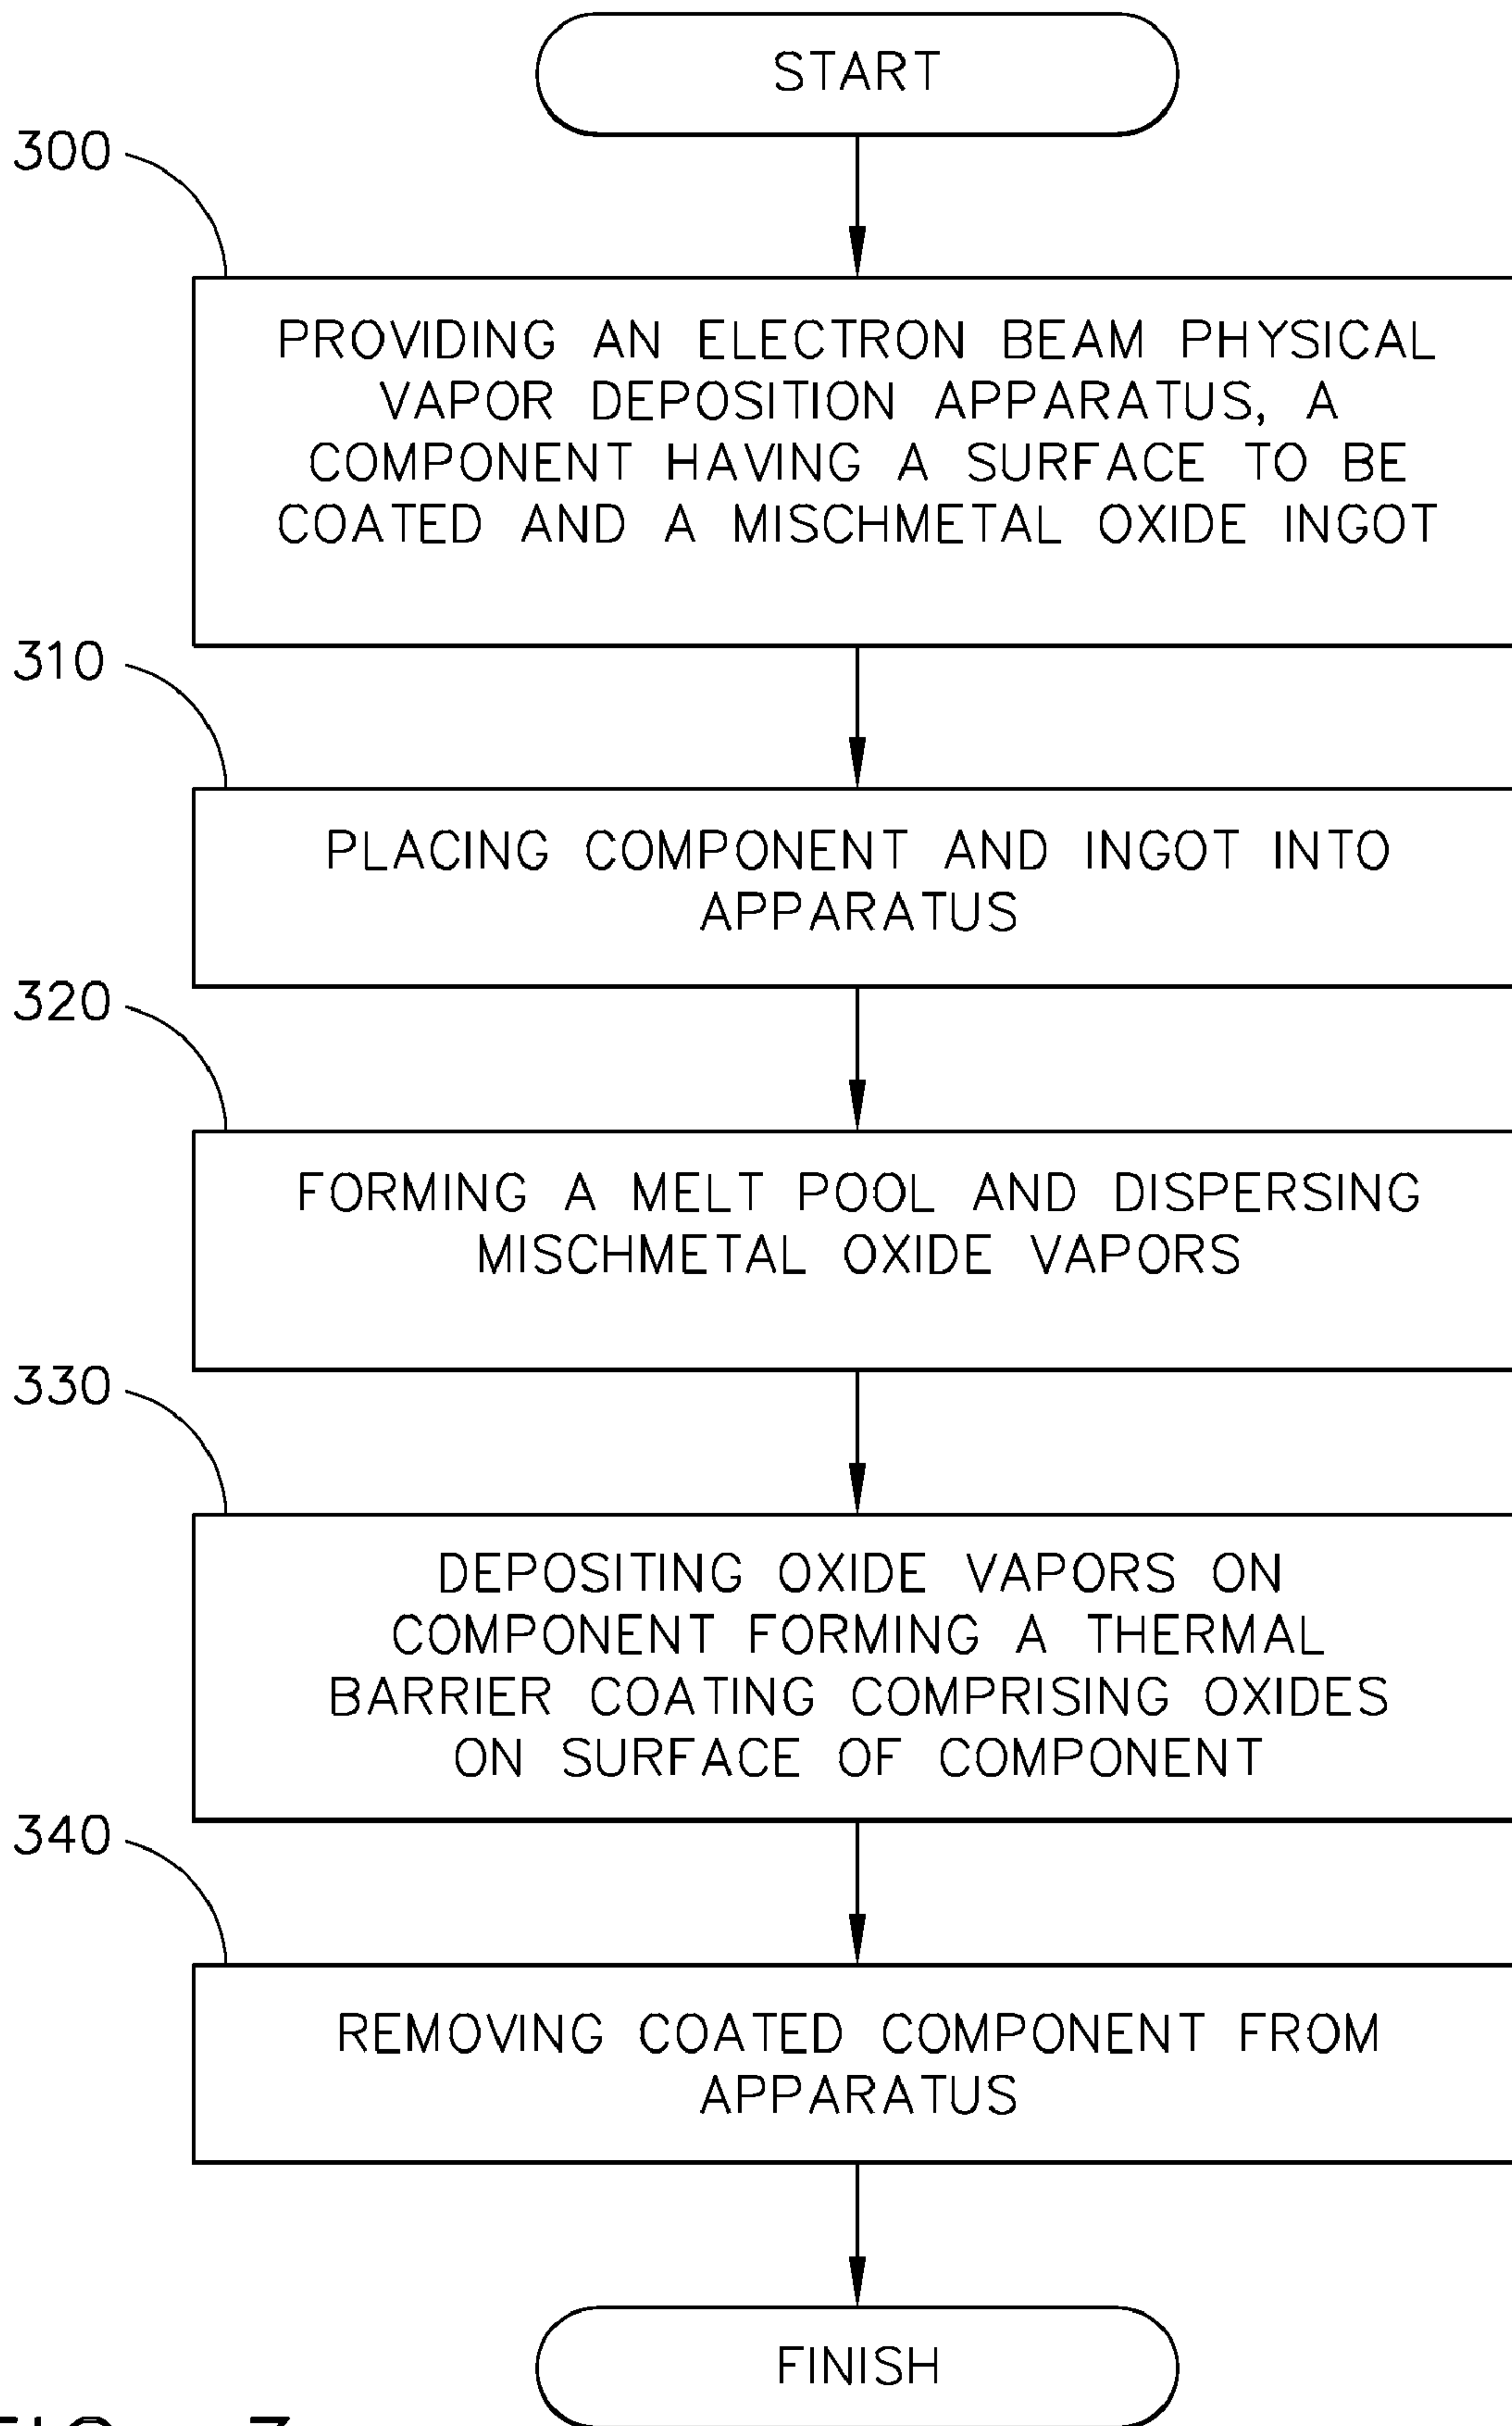 START
300
PROVIDING AN ELECTRON BEAM PHYSICAL
VAPOR DEPOSITION APPARATUS, A
COMPONENT HAVING A SURFACE TO BE
COATED AND A MISCHMETAL OXIDE INGOT
310
PLACING COMPONENT AND INGOT INTO
APPARATUS
320
FORMING A MELT POOL AND DISPERSING
MISCHMETAL OXIDE VAPORS
330
DEPOSITING OXIDE VAPORS ON
COMPONENT FORMING A THERMAL
BARRIER COATING COMPRISING OXIDES
ON SURFACE OF COMPONENT
340
REMOVING COATED COMPONENT FROM
APPARATUS
FINISH